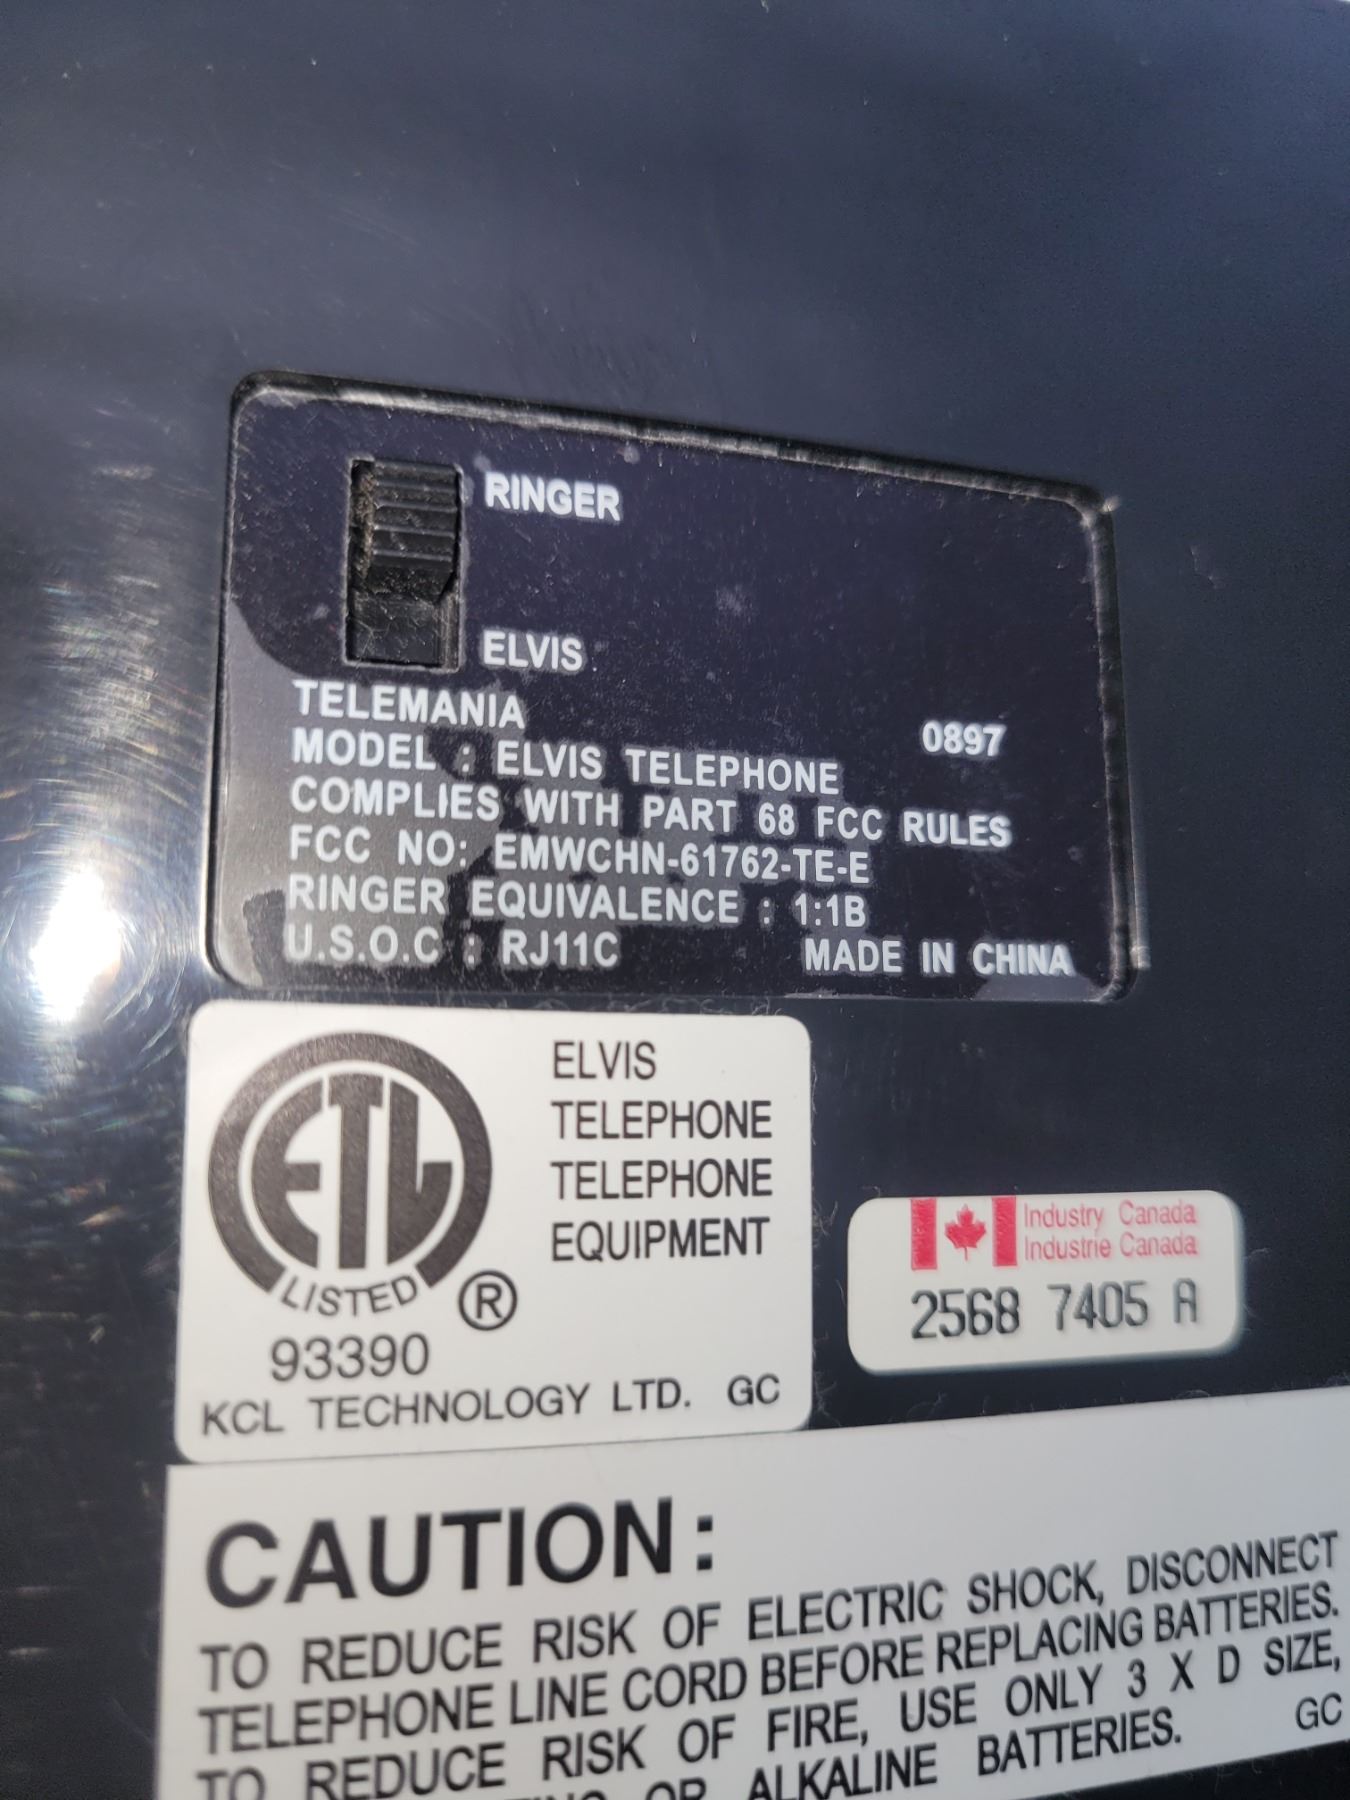 RINGER
ELVIS
TELEMANIA
0897
MODEL : ELVIS TELEPHONE
COMPLIES WITH PART 68 FCC RULES
FCC NO: EMWCHN-61762-TE-E
RINGER EQUIVALENCE : 1:1B
U.S.O.C : RJ11C MADE IN CHINA
ETL
LISTED
®
93390
ELVIS
TELEPHONE
TELEPHONE
EQUIPMENT
KCL TECHNOLOGY LTD. GC
Industry Canada
Industrie Canada
2568 7405 A
CAUTION:
TO REDUCE RISK OF ELECTRIC SHOCK, DISCONNECT
TELEPHONE LINE CORD BEFORE REPLACING BATTERIES.
TO REDUCE RISK OF FIRE, USE ONLY 3 X D SIZE,
OR ALKALINE BATTERIES. GC